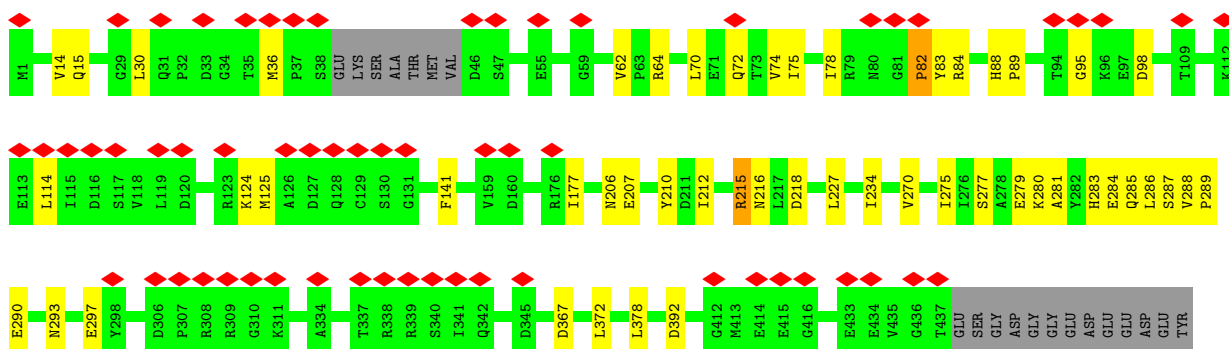 M1 V14 Q15 G29 L30 Q31 P32 D33 G34 T35 M36 P37 S38 GLU LYS SER ALA THR MET VAL D46 S47 E55 G59 V62 P63 R64 L70 E71 Q72 T73 V74 I75 I78 R79 N80 G81 P82 Y83 R84 H88 P89 T94 G95 K96 E97 D98 T109 K112
E113 L114 I115 D116 S117 V118 L119 D120 R123 K124 M125 A126 D127 Q128 C129 S130 G131 F141 V159 D160 R176 I177 N206 E207 Y210 D211 I212 R215 N216 L217 D218 L227 I234 V270 I275 I276 S277 A278 E279 K280 A281 Y282 H283 E284 Q285 L286 S287 V288 P289
E290 N293 E297 Y298 D306 P307 R308 R309 G310 K311 A334 T337 R338 R339 S340 I341 Q342 D345 D367 L372 L378 D392 G412 M413 E414 E415 G416 E433 E434 V435 G436 T437 GLU SER GLY ASP GLY GLY GLU ASP GLU GLU ASP GLU TYR